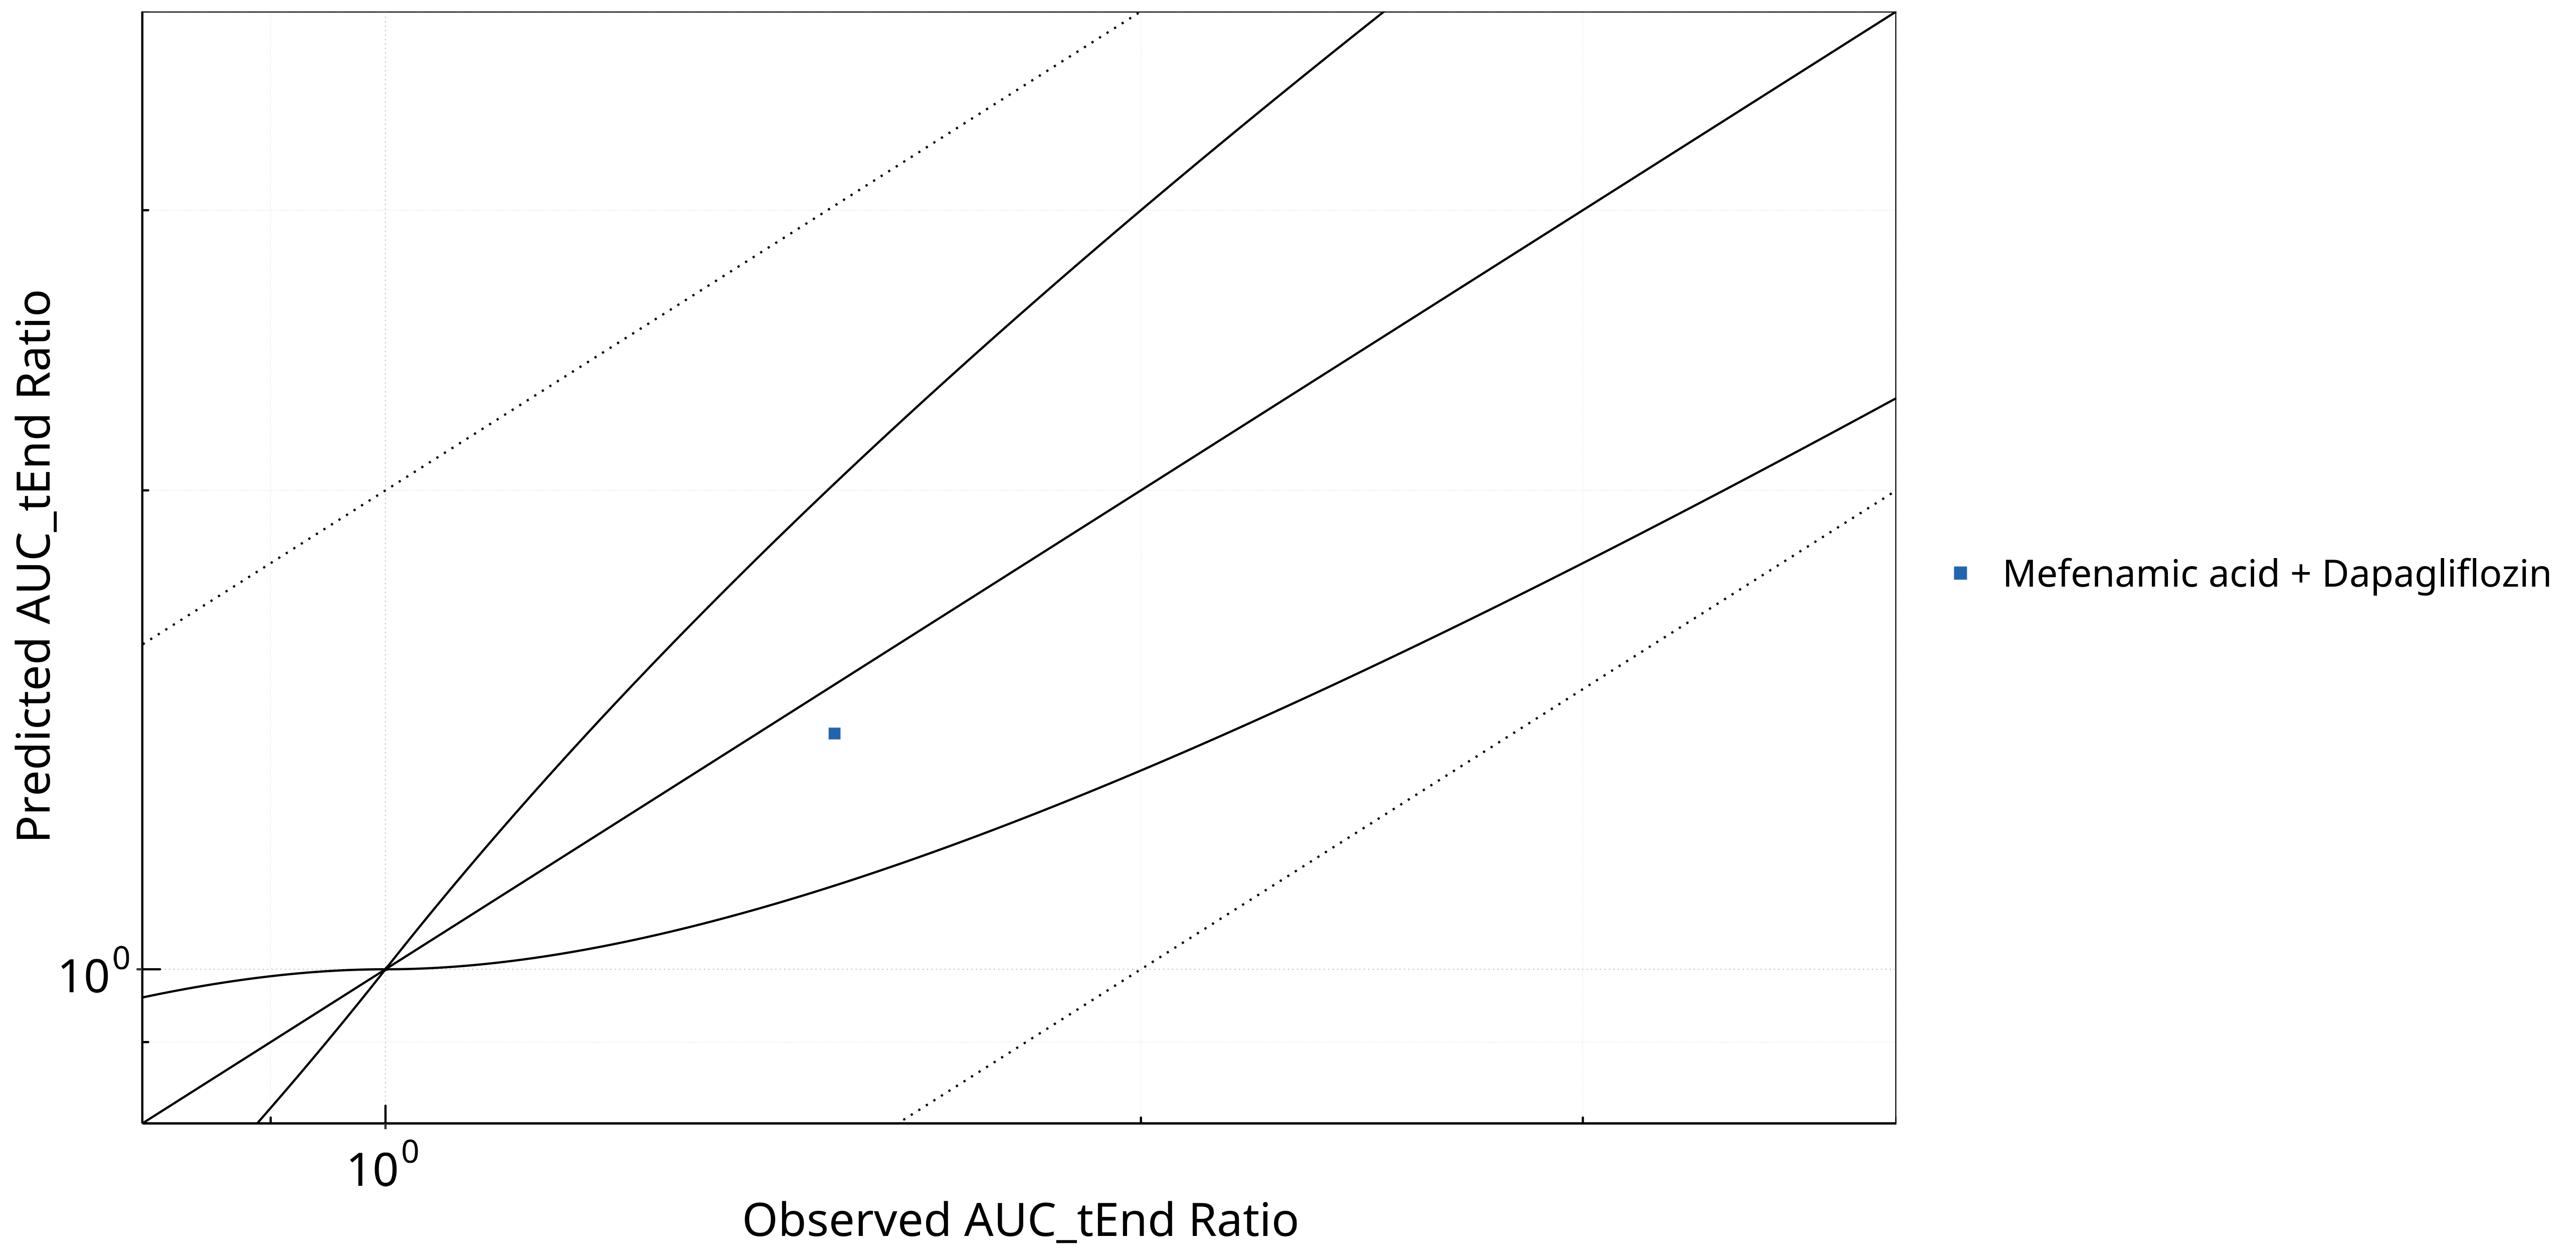 Predicted AUC_tEnd Ratio
10⁰
10⁰
Observed AUC_tEnd Ratio
Mefenamic acid + Dapagliflozin